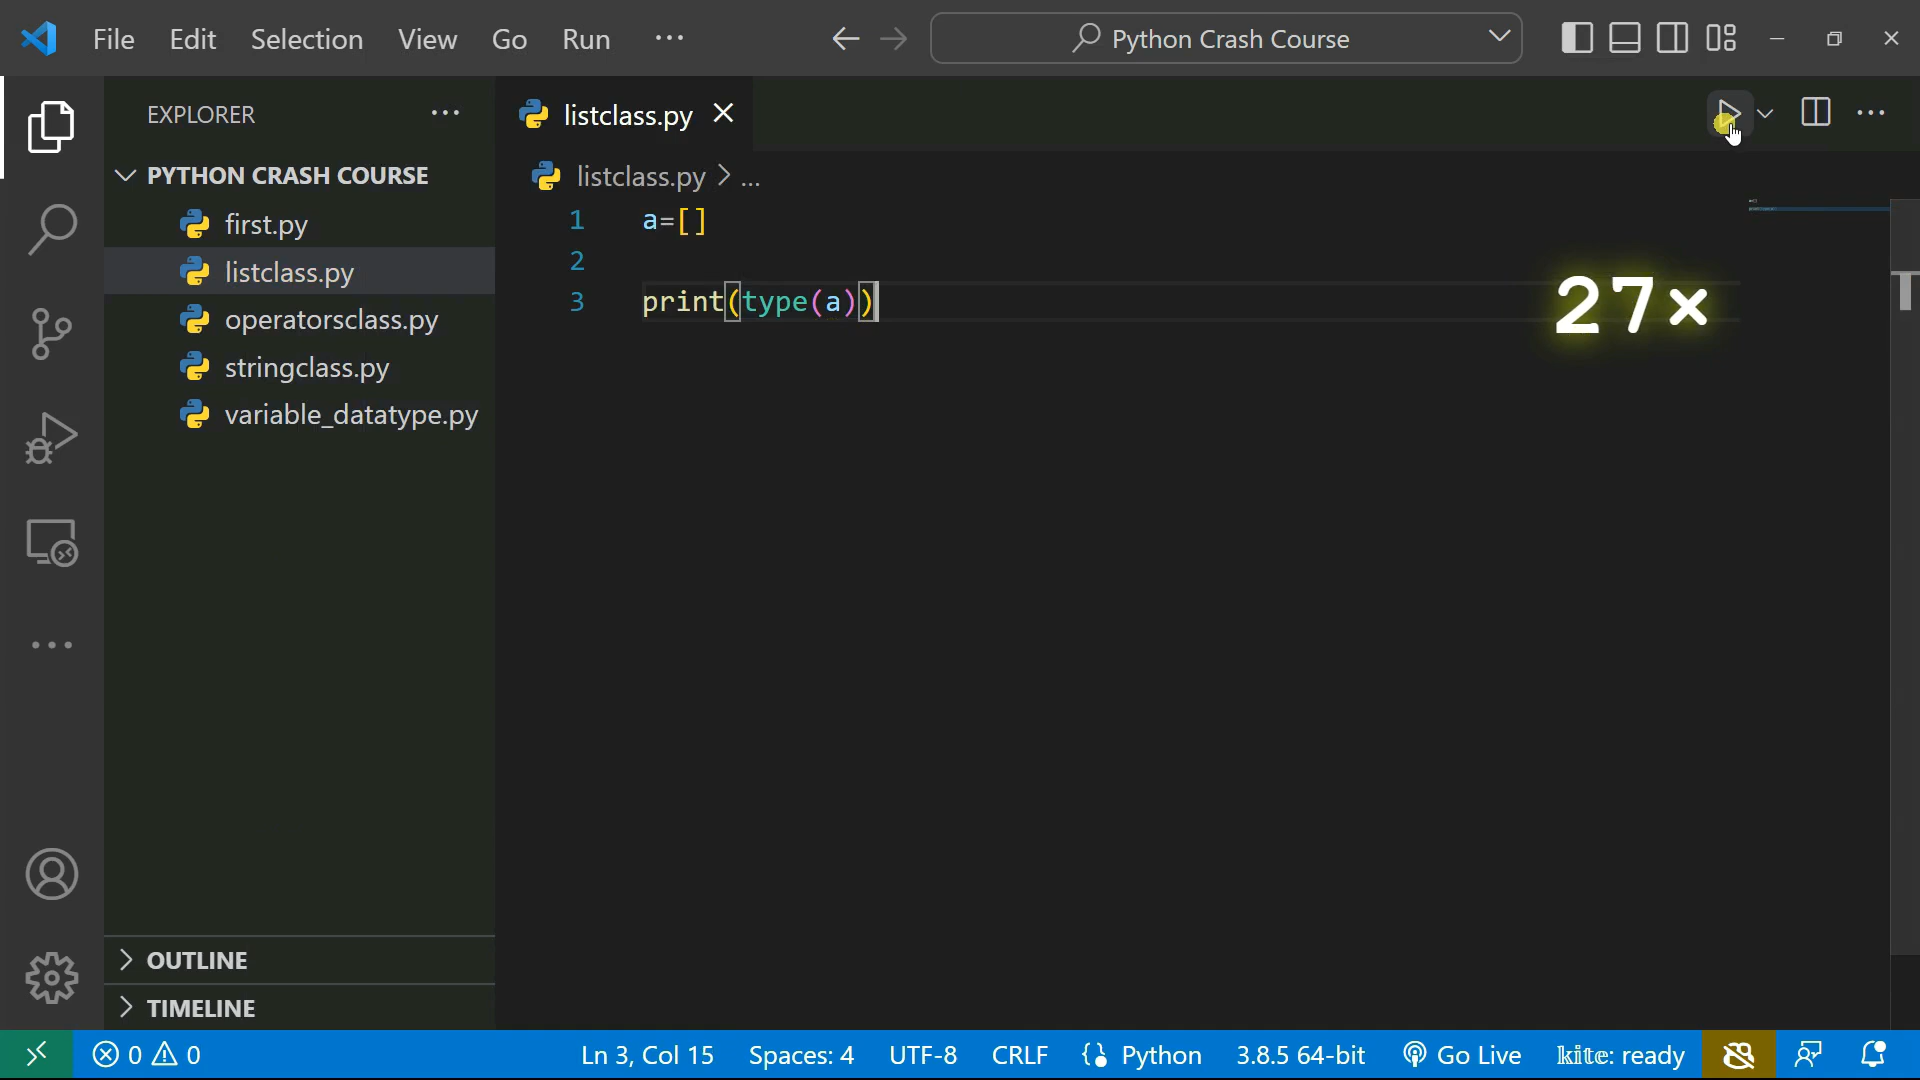 File Edit Selection View Go Run ...
Python Crash Course
EXPLORER ...
listclass.py
PYTHON CRASH COURSE
listclass.py > ...
first.py
listclass.py
operatorsclass.py
stringclass.py
variable_datatype.py
1 a=[]
2
3 print(type(a))
27×
OUTLINE
TIMELINE
0 0 Ln 3, Col 15 Spaces: 4 UTF-8 CRLF Python 3.8.5 64-bit Go Live kite: ready